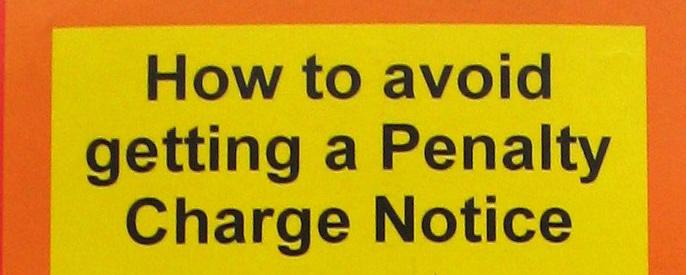 How to avoid
getting a Penalty
Charge Notice